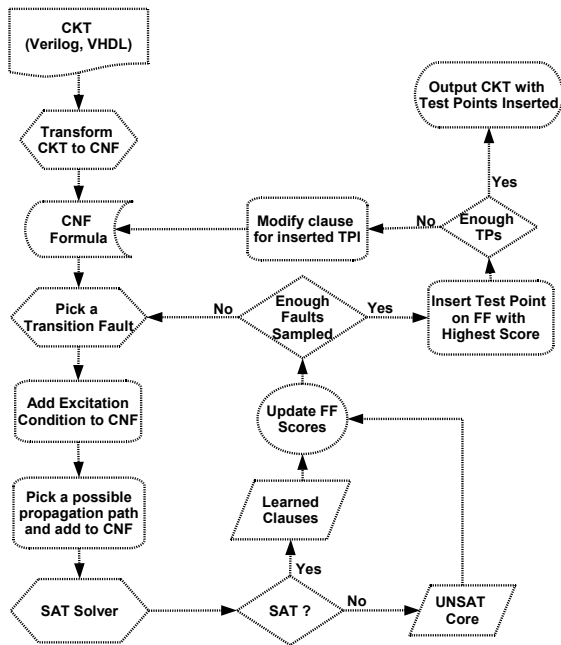 CKT
(Verilog, VHDL)
Transform
CKT to CNF
CNF
Formula
Pick a
Transition Fault
Add Excitation
Condition to CNF
Pick a possible
propagation path
and add to CNF
SAT Solver
SAT ?
Yes
No
UNSAT
Core
Learned
Clauses
Update FF
Scores
Enough
Faults
Sampled
No
Yes
Insert Test Point
on FF with
Highest Score
Enough
TPs
No
Yes
Modify clause
for inserted TPI
Output CKT with
Test Points Inserted